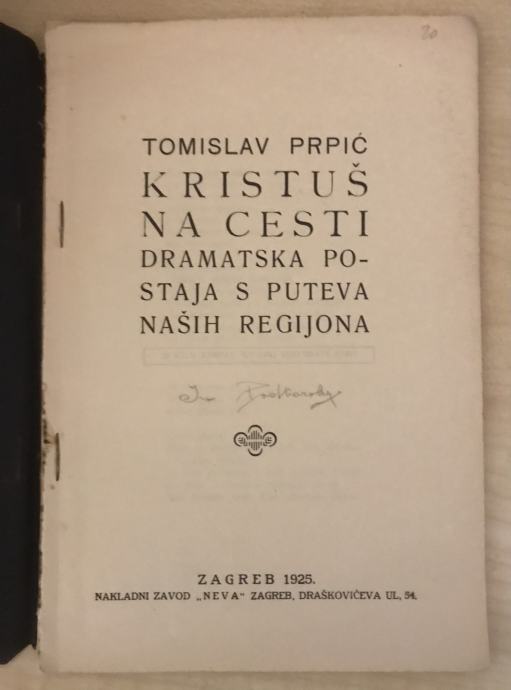 20
TOMISLAV PRPIĆ
KRISTUŠ
NA CESTI
DRAMATSKA PO-
STAJA S PUTEVA
NAŠIH REGIJONA
ZAGREB 1925.
NAKLADNI ZAVOD „NEVA” ZAGREB, DRAŠKOVIĆEVA UL, 54.